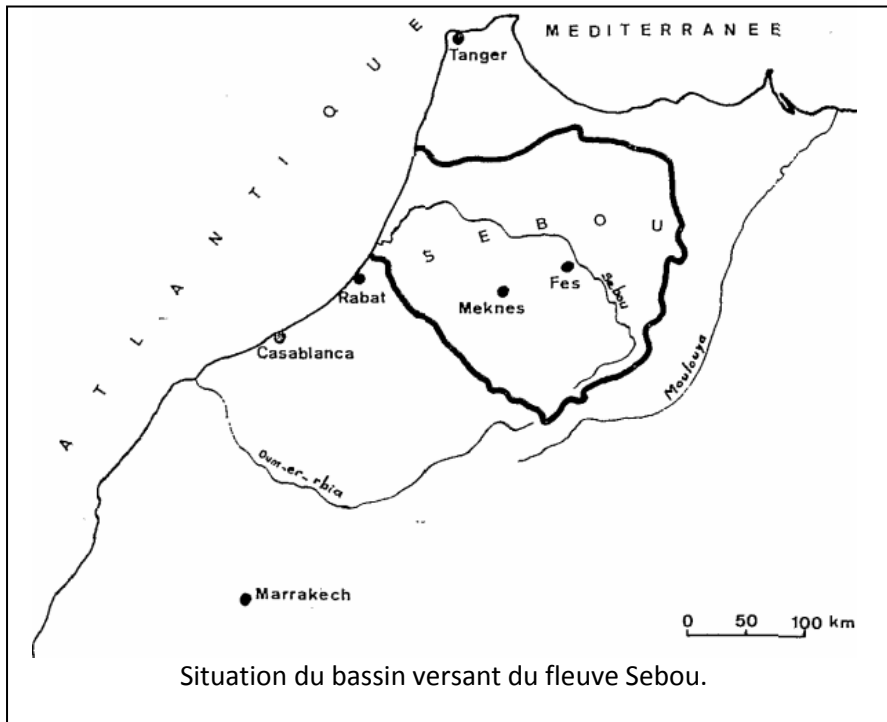 MEDITERRANEE
Tanger
ATLANTIQUE
SEBOU
Sebou
Fes
Meknes
Rabat
Casablanca
Moulouya
Oum-er-rbia
Marrakech
0 50 100 km
Situation du bassin versant du fleuve Sebou.